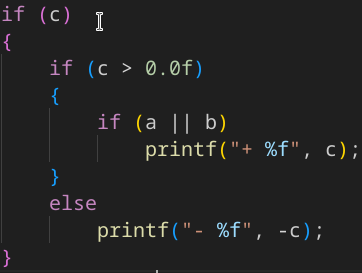 if (c)
{
    if (c > 0.0f)
    {
        if (a || b)
            printf("+ %f", c);
    }
    else
        printf("- %f", -c);
}